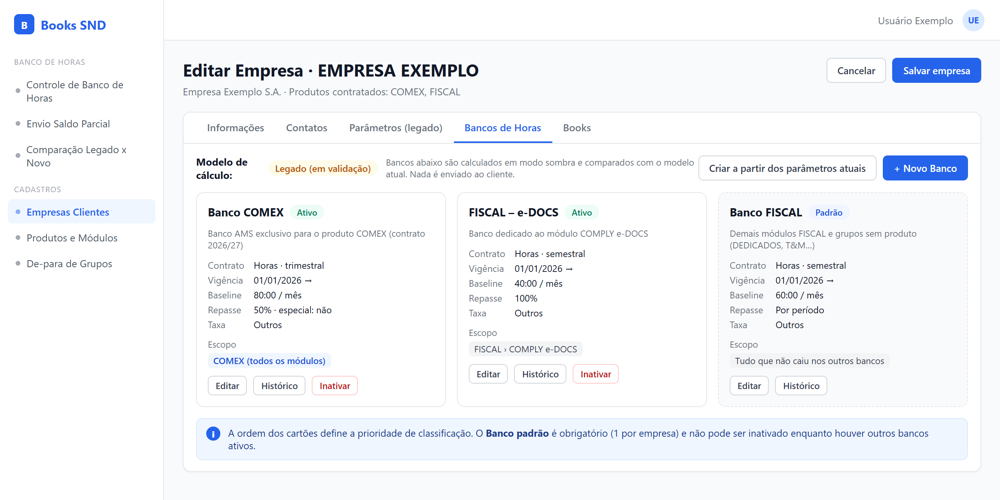 B
Books SND
BANCO DE HORAS
Controle de Banco de
Horas
Envio Saldo Parcial
Comparação Legado x
Novo
CADASTROS
Empresas Clientes
Produtos e Módulos
De-para de Grupos
Usuário Exemplo
UE
Editar Empresa · EMPRESA EXEMPLO
Empresa Exemplo S.A. · Produtos contratados: COMEX, FISCAL
Cancelar
Salvar empresa
Informações
Contatos
Parâmetros (legado)
Bancos de Horas
Books
Modelo de
cálculo:
Legado (em validação)
Bancos abaixo são calculados em modo sombra e comparados com o modelo
atual. Nada é enviado ao cliente.
Criar a partir dos parâmetros atuais
+ Novo Banco
Banco COMEX
Ativo
Banco AMS exclusivo para o produto COMEX (contrato
2026/27)
Contrato Horas · trimestral
Vigência 01/01/2026 →
Baseline 80:00 / mês
Repasse 50% · especial: não
Taxa Outros
Escopo
COMEX (todos os módulos)
Editar
Histórico
Inativar
FISCAL – e-DOCS
Ativo
Banco dedicado ao módulo COMPLY e-DOCS
Contrato Horas · semestral
Vigência 01/01/2026 →
Baseline 40:00 / mês
Repasse 100%
Taxa Outros
Escopo
FISCAL › COMPLY e-DOCS
Editar
Histórico
Inativar
Banco FISCAL
Padrão
Demais módulos FISCAL e grupos sem produto
(DEDICADOS, T&M...)
Contrato Horas · semestral
Vigência 01/01/2026 →
Baseline 60:00 / mês
Repasse Por período
Taxa Outros
Escopo
Tudo que não caiu nos outros bancos
Editar
Histórico
i
A ordem dos cartões define a prioridade de classificação. O Banco padrão é obrigatório (1 por empresa) e não pode ser inativado enquanto houver outros bancos
ativos.